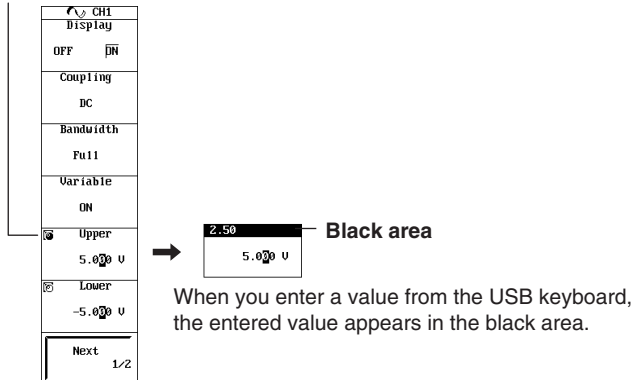 CH1
Display
OFF ON
Coupling
DC
Bandwidth
Full
Variable
ON
Upper
5.000 V
Lower
-5.000 V
Next
1/2
2.50
5.000 V
Black area
When you enter a value from the USB keyboard,
the entered value appears in the black area.